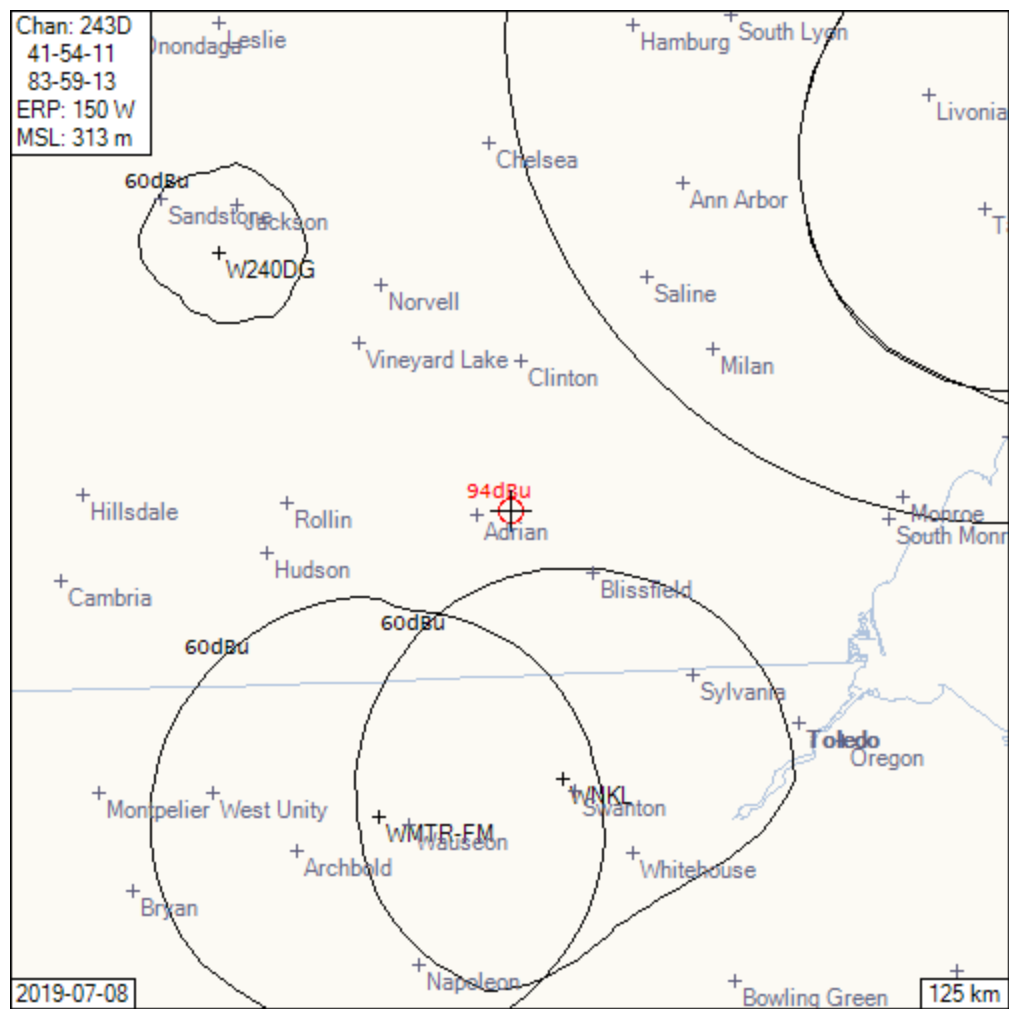 Chan: 243D
41-54-11
83-59-13
ERP: 150 W
MSL: 313 m
Leslie
Hamburg
South Lyon
Livonia
Chelsea
60dBu
Ann Arbor
Sandstone
Jackson
W240DG
Saline
Norvell
Vineyard Lake
Clinton
Milan
94dBu
Hillsdale
Rollin
Adrian
Monroe
South Monr
Hudson
Cambria
Blissfield
60dBu
60dBu
Sylvania
Toledo
Oregon
Montpelier
West Unity
WNKL
Swanton
WMTR-FM
Wauseon
Archbold
Whitehouse
Bryan
Napoleon
2019-07-08
Bowling Green
125 km